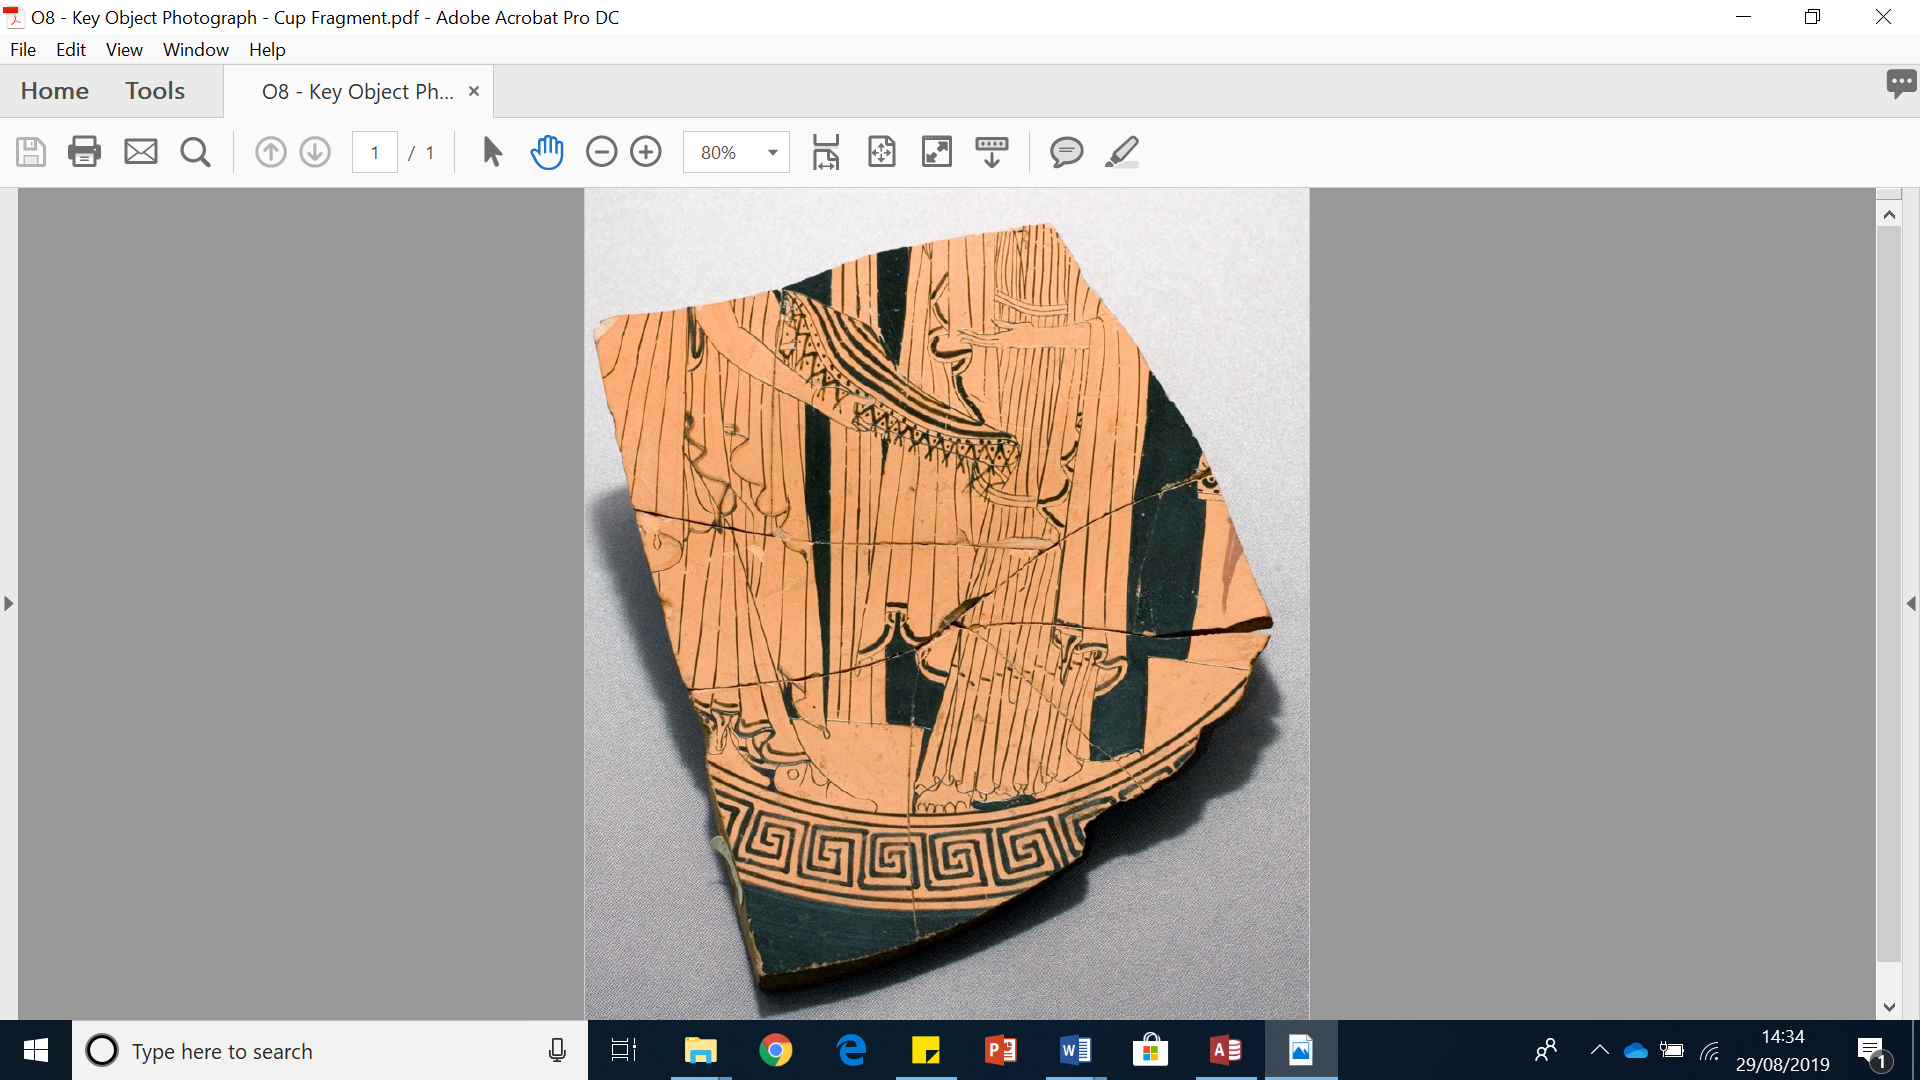 O8 - Key Object Photograph - Cup Fragment.pdf - Adobe Acrobat Pro DC
File Edit View Window Help
Home Tools O8 - Key Object Ph... ×
1 / 1 80%
Type here to search
14:34
29/08/2019
1